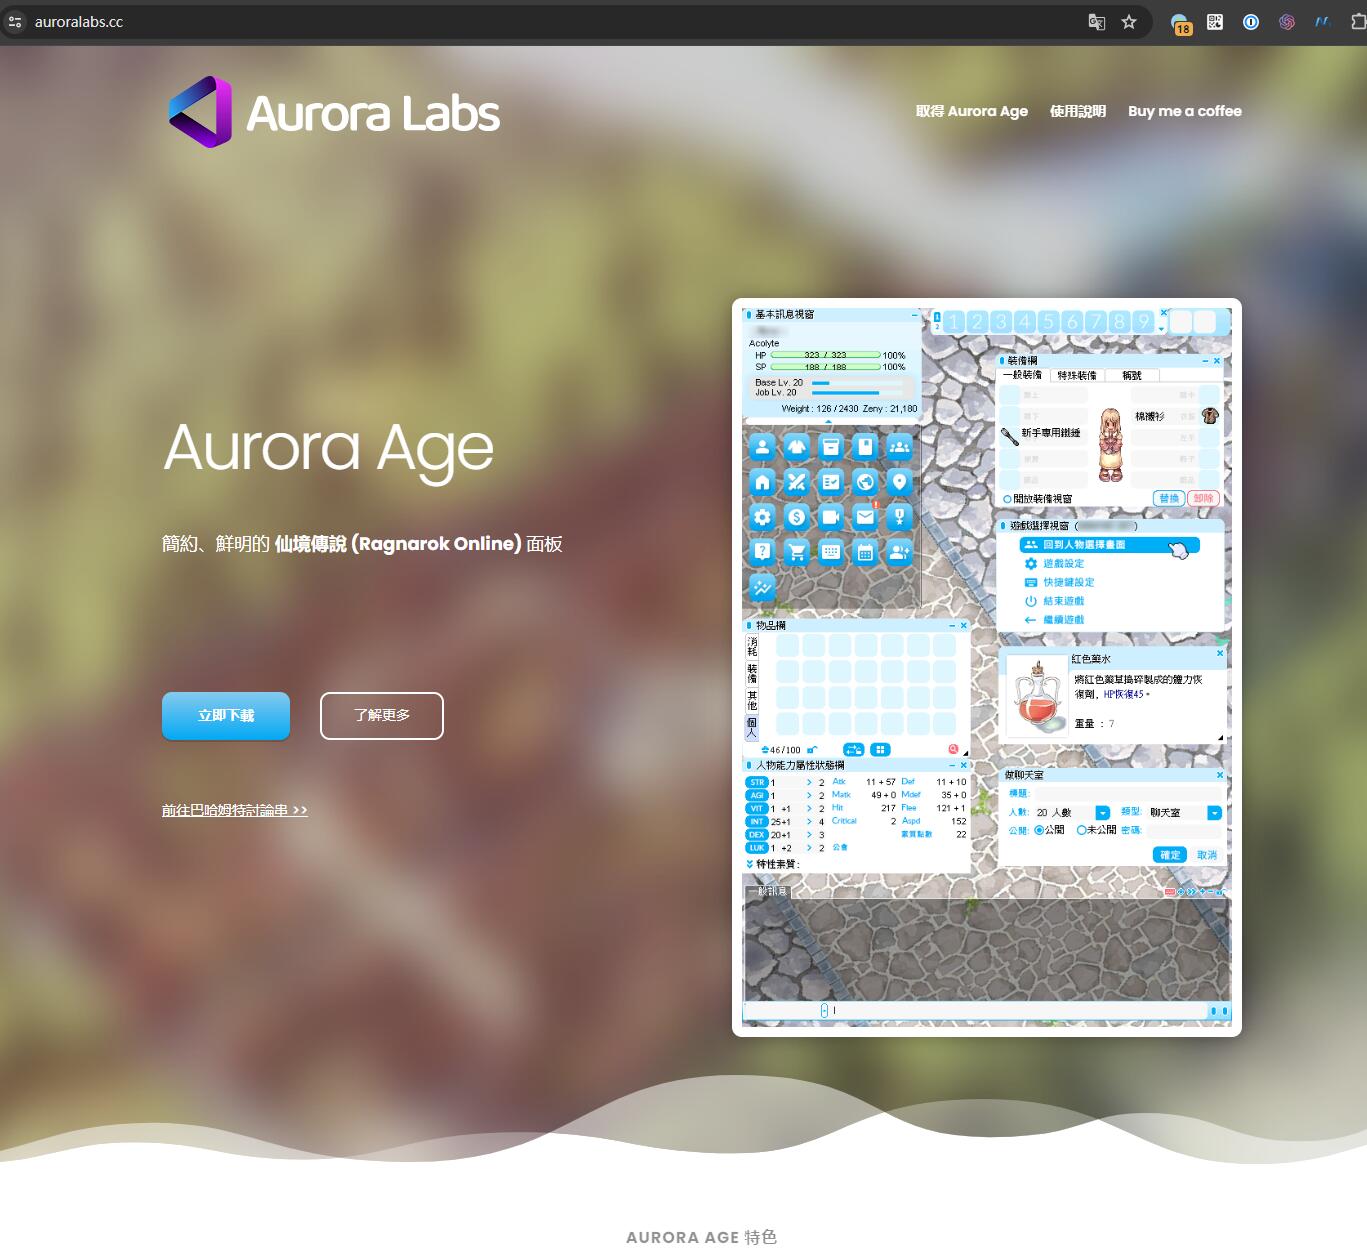 auroralabs.cc
18
Aurora Labs
取得 Aurora Age 使用說明 Buy me a coffee
Aurora Age
簡約、鮮明的 仙境傳說 (Ragnarok Online) 面板
立即下載 了解更多
前往巴哈姆特討論串 >>
基本訊息視窗
Acolyte
HP 323 / 323 100%
SP 188 / 188 100%
Base Lv. 20
Job Lv. 20
Weight : 126 / 2430 Zeny : 21,180
1 2 3 4 5 6 7 8 9
裝備欄
一般裝備 特殊裝備 稱號
棉襯衫
新手專用鐵鎚
開放裝備視窗 替換 卸除
遊戲選擇視窗
回到人物選擇畫面
遊戲設定
快捷鍵設定
結束遊戲
繼續遊戲
物品欄
消耗
裝備
其他
個人
46/100
紅色藥水
將紅色藥草搗碎製成的體力恢
復劑, HP恢復45。
重量 : 7
人物能力屬性狀態欄
STR 1 > 2 Atk 11 + 57 Def 11 + 10
AGI 1 > 2 Matk 49 + 0 Mdef 35 + 0
VIT 1 +1 > 2 Hit 217 Flee 121 + 1
INT 25+1 > 4 Critical 2 Aspd 152
DEX 20+1 > 3 素質點數 22
LUK 1 +2 > 2 公會
特性素質:
做聊天室
標題:
人數: 20 人數 類型: 聊天室
公開: 公開 未公開 密碼:
確定 取消
一般訊息
AURORA AGE 特色